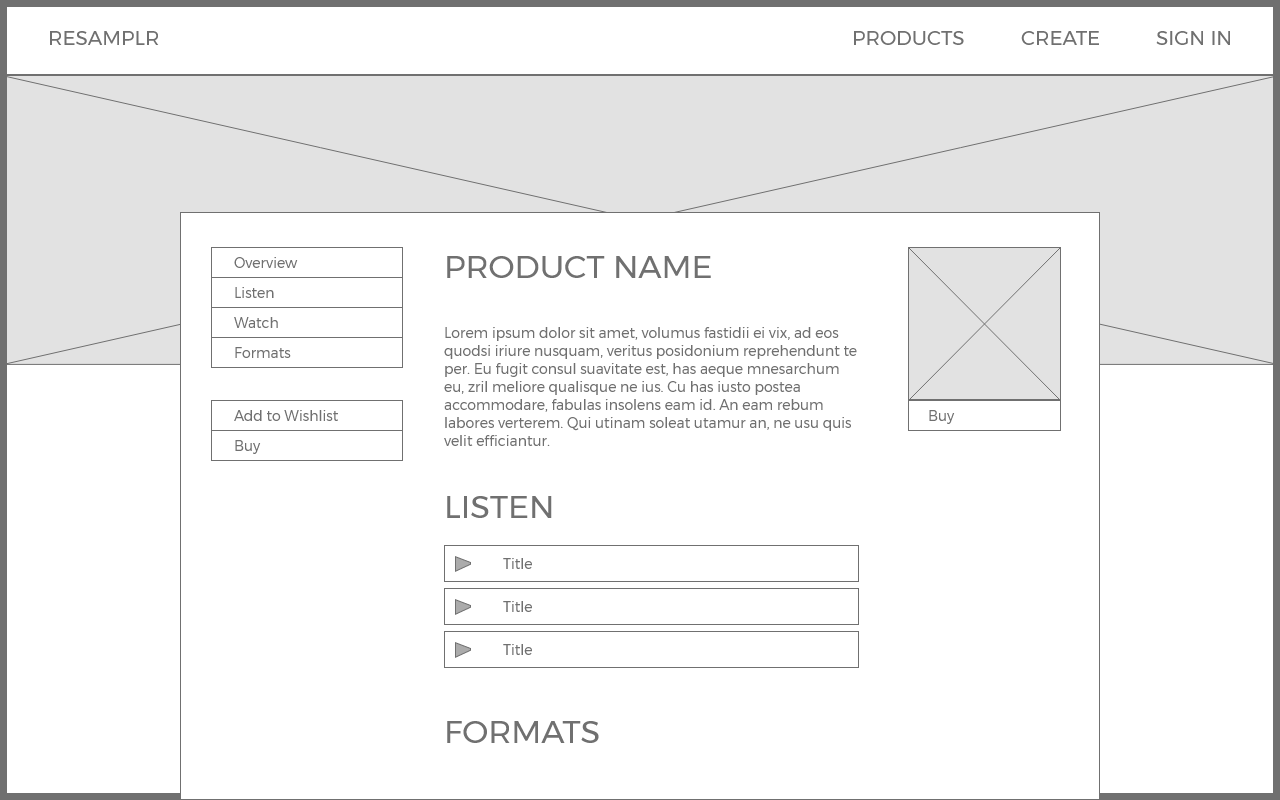 RESAMPLR
PRODUCTS
CREATE
SIGN IN
Overview
Listen
Watch
Formats
Add to Wishlist
Buy
PRODUCT NAME
Lorem ipsum dolor sit amet, volumus fastidii ei vix, ad eos
quodsi iriure nusquam, veritus posidonium reprehendunt te
per. Eu fugit consul suavitate est, has aeque mnesarchum
eu, zril meliore qualisque ne ius. Cu has iusto postea
accommodare, fabulas insolens eam id. An eam rebum
labores verterem. Qui utinam soleat utamur an, ne usu quis
velit efficiantur.
LISTEN
Title
Title
Title
FORMATS
Buy